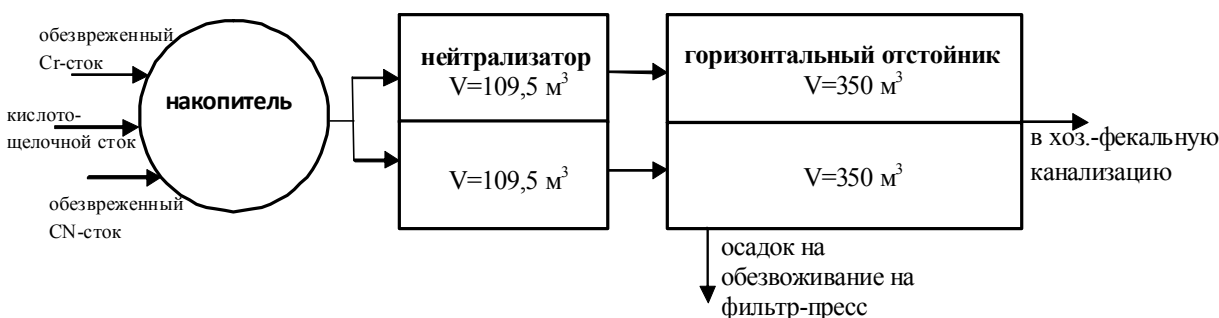 обезвреженный
Cr-сток
кислото-
щелочной сток
обезвреженный
CN-сток
накопитель
нейтрализатор
V=109,5 м³
V=109,5 м³
горизонтальный отстойник
V=350 м³
V=350 м³
в хоз.-фекальную
канализацию
осадок на
обезвоживание на
фильтр-пресс